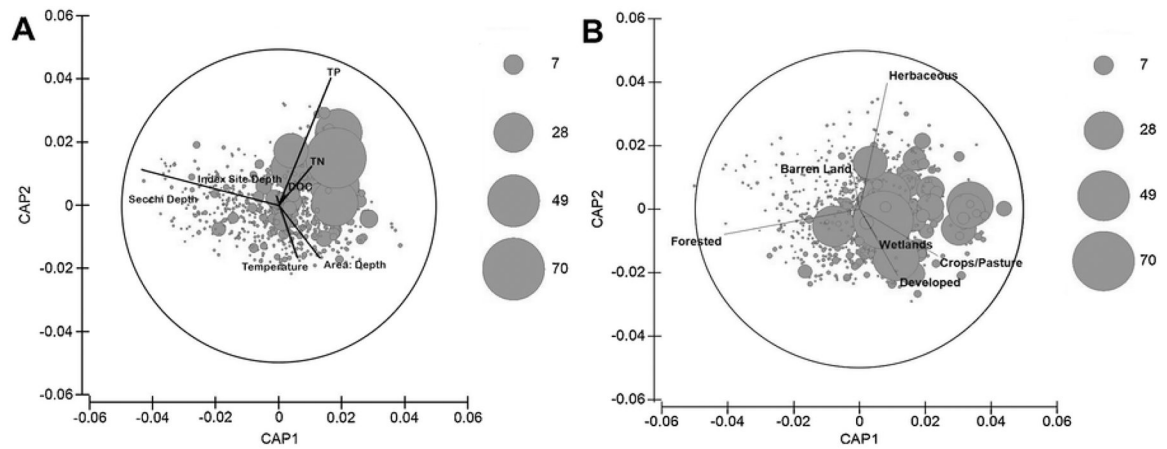 A
0.06
0.04
0.02
0
-0.02
-0.04
-0.06
CAP2
-0.06
-0.04
-0.02
0
0.02
0.04
0.06
CAP1
TP
TN
DOC
Index Site Depth
Secchi Depth
Temperature
Area: Depth
7
28
49
70
B
0.06
0.04
0.02
0
-0.02
-0.04
-0.06
CAP2
-0.06
-0.04
-0.02
0
0.02
0.04
0.06
CAP1
Herbaceous
Barren Land
Forested
Wetlands
Crops/Pasture
Developed
7
28
49
70